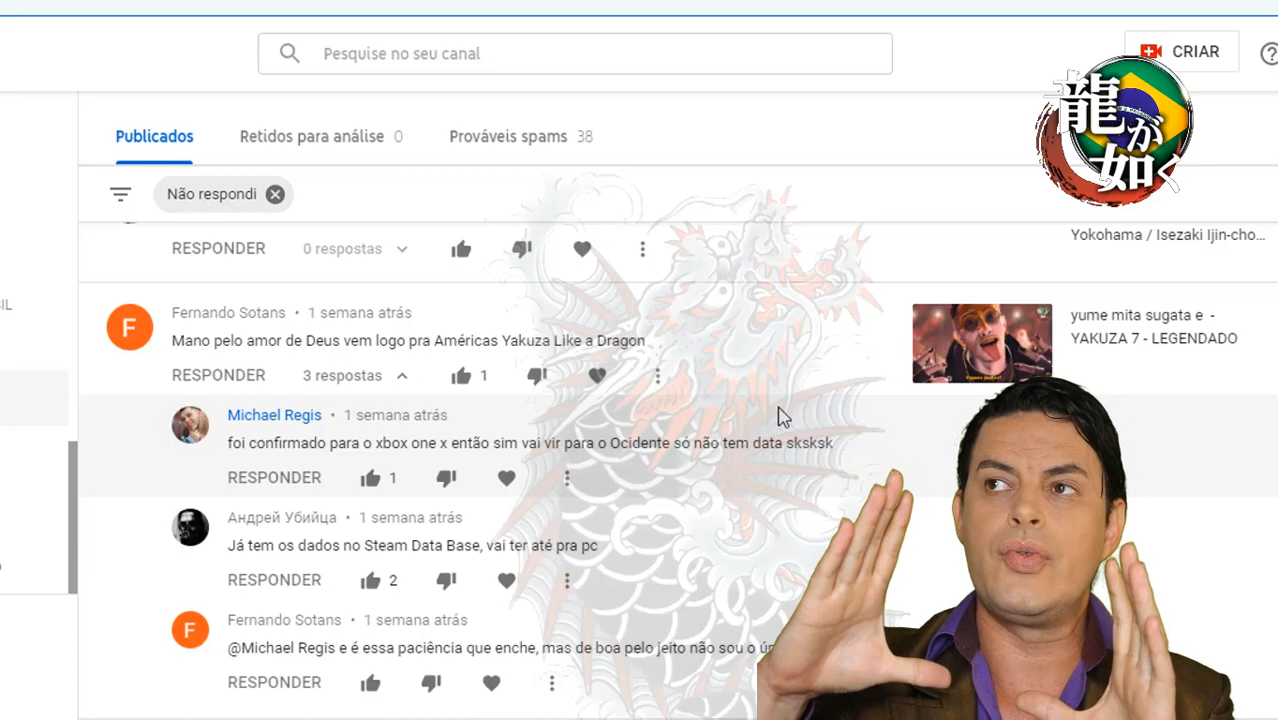 Pesquise no seu canal
CRIAR
龍が如く
Publicados
Retidos para análise 0
Prováveis spams 38
Não respondi
RESPONDER 0 respostas
Yokohama / Isezaki Ijin-cho...
Fernando Sotans • 1 semana atrás
Mano pelo amor de Deus vem logo pra Américas Yakuza Like a Dragon
RESPONDER 3 respostas 1
yume mita sugata e -
YAKUZA 7 - LEGENDADO
Michael Regis • 1 semana atrás
foi confirmado para o xbox one x então sim vai vir para o Ocidente só não tem data sksksk
RESPONDER 1
Андрей Убийца • 1 semana atrás
Já tem os dados no Steam Data Base, vai ter até pra pc
RESPONDER 2
Fernando Sotans • 1 semana atrás
@Michael Regis e é essa paciência que enche, mas de boa pelo jeito não sou o
RESPONDER